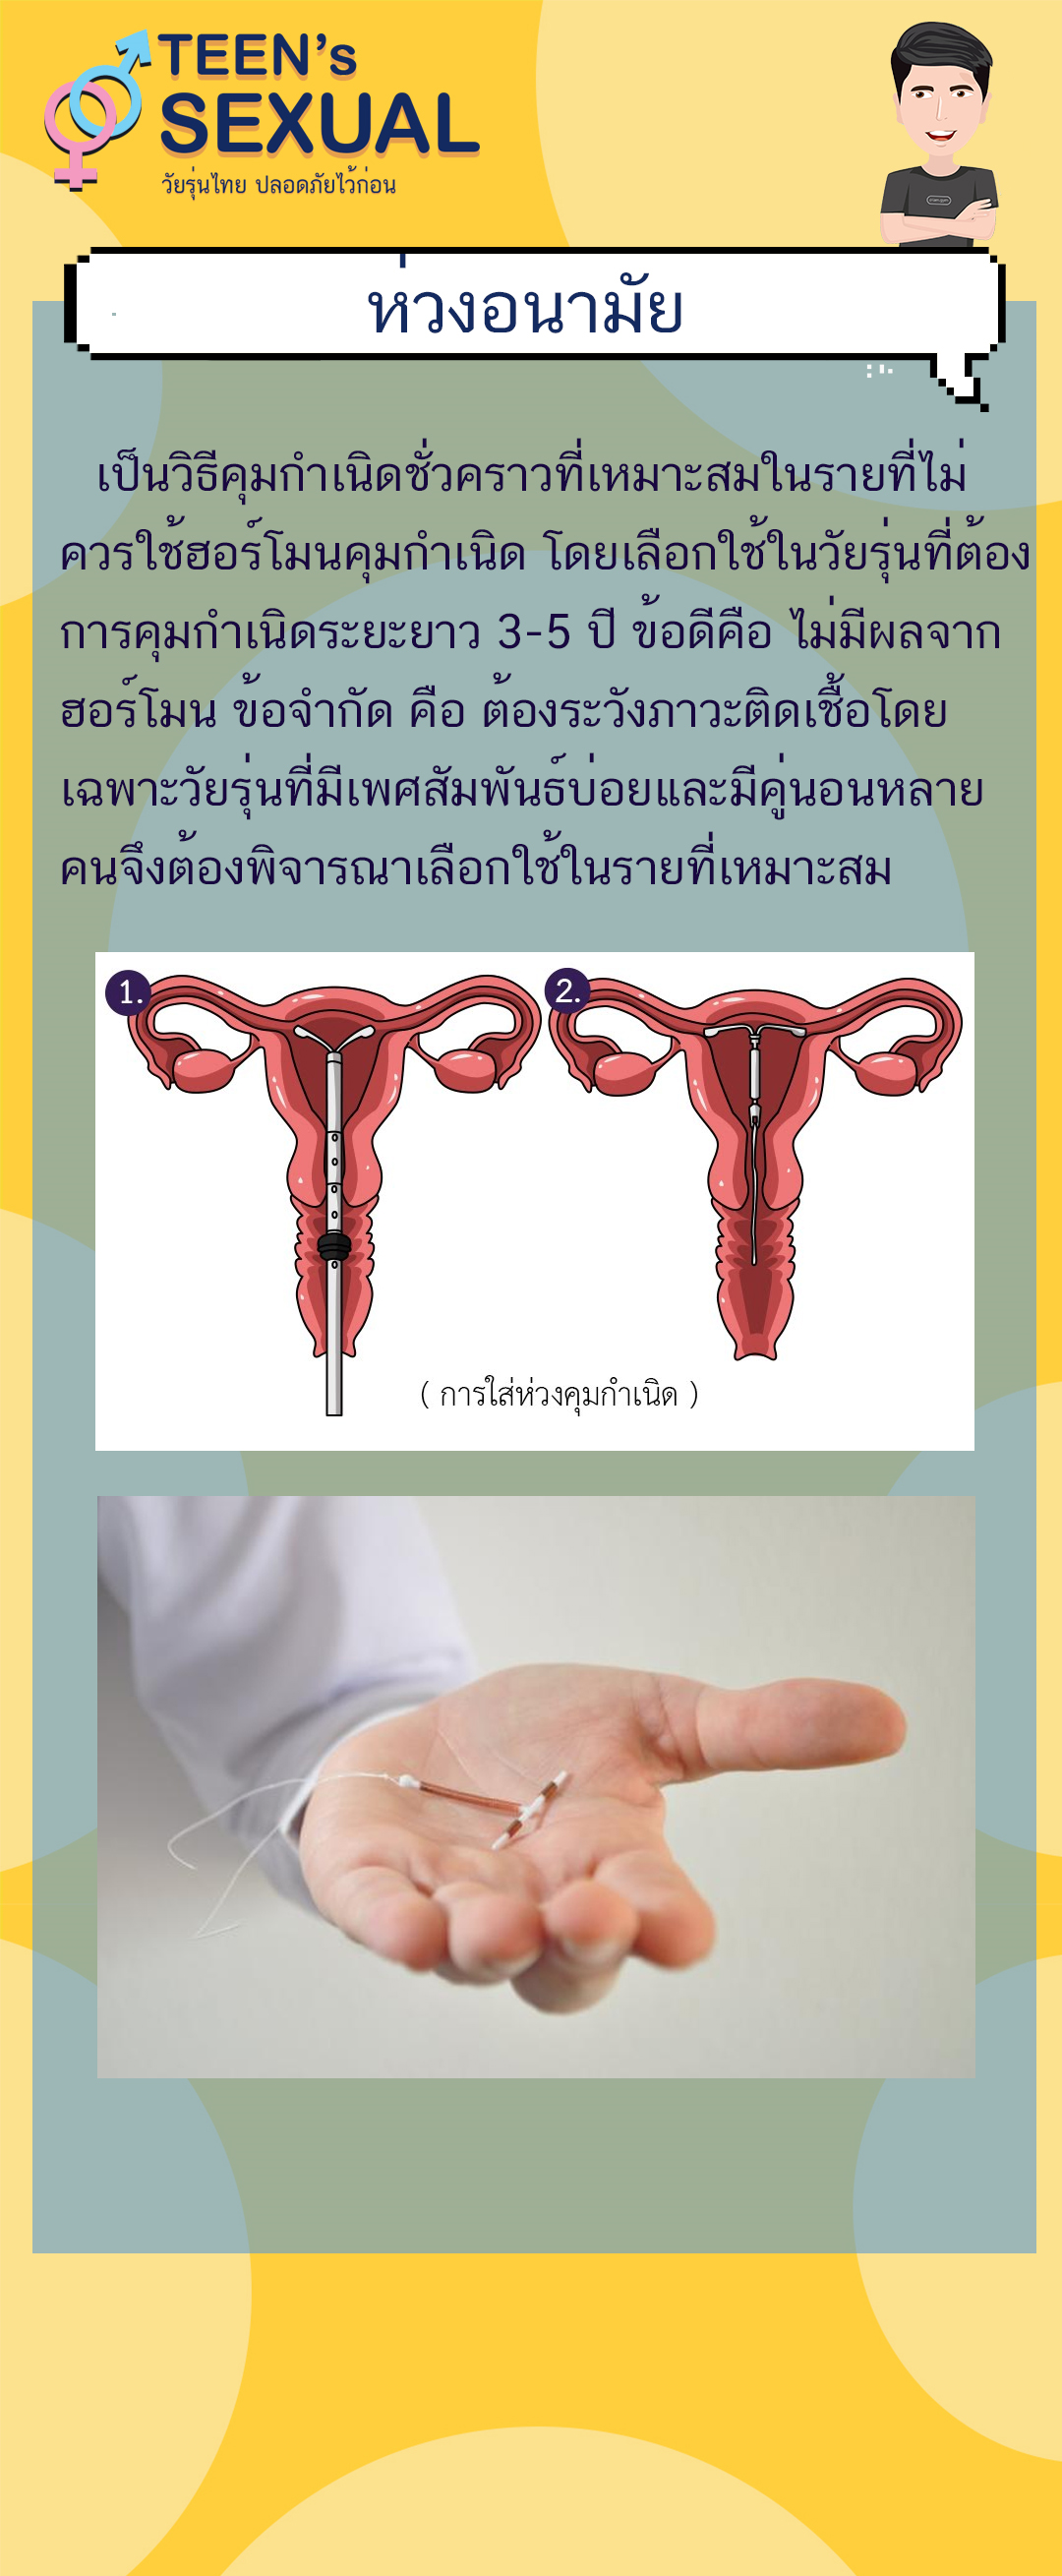 TEEN's
SEXUAL
วัยรุ่นไทย ปลอดภัยไว้ก่อน
ห่วงอนามัย
เป็นวิธีคุมกำเนิดชั่วคราวที่เหมาะสมในรายที่ไม่
ควรใช้ฮอร์โมนคุมกำเนิด โดยเลือกใช้ในวัยรุ่นที่ต้อง
การคุมกำเนิดระยะยาว 3-5 ปี ข้อดีคือ ไม่มีผลจาก
ฮอร์โมน ข้อจำกัด คือ ต้องระวังภาวะติดเชื้อโดย
เฉพาะวัยรุ่นที่มีเพศสัมพันธ์บ่อยและมีคู่นอนหลาย
คนจึงต้องพิจารณาเลือกใช้ในรายที่เหมาะสม
1.
2.
( การใส่ห่วงคุมกำเนิด )